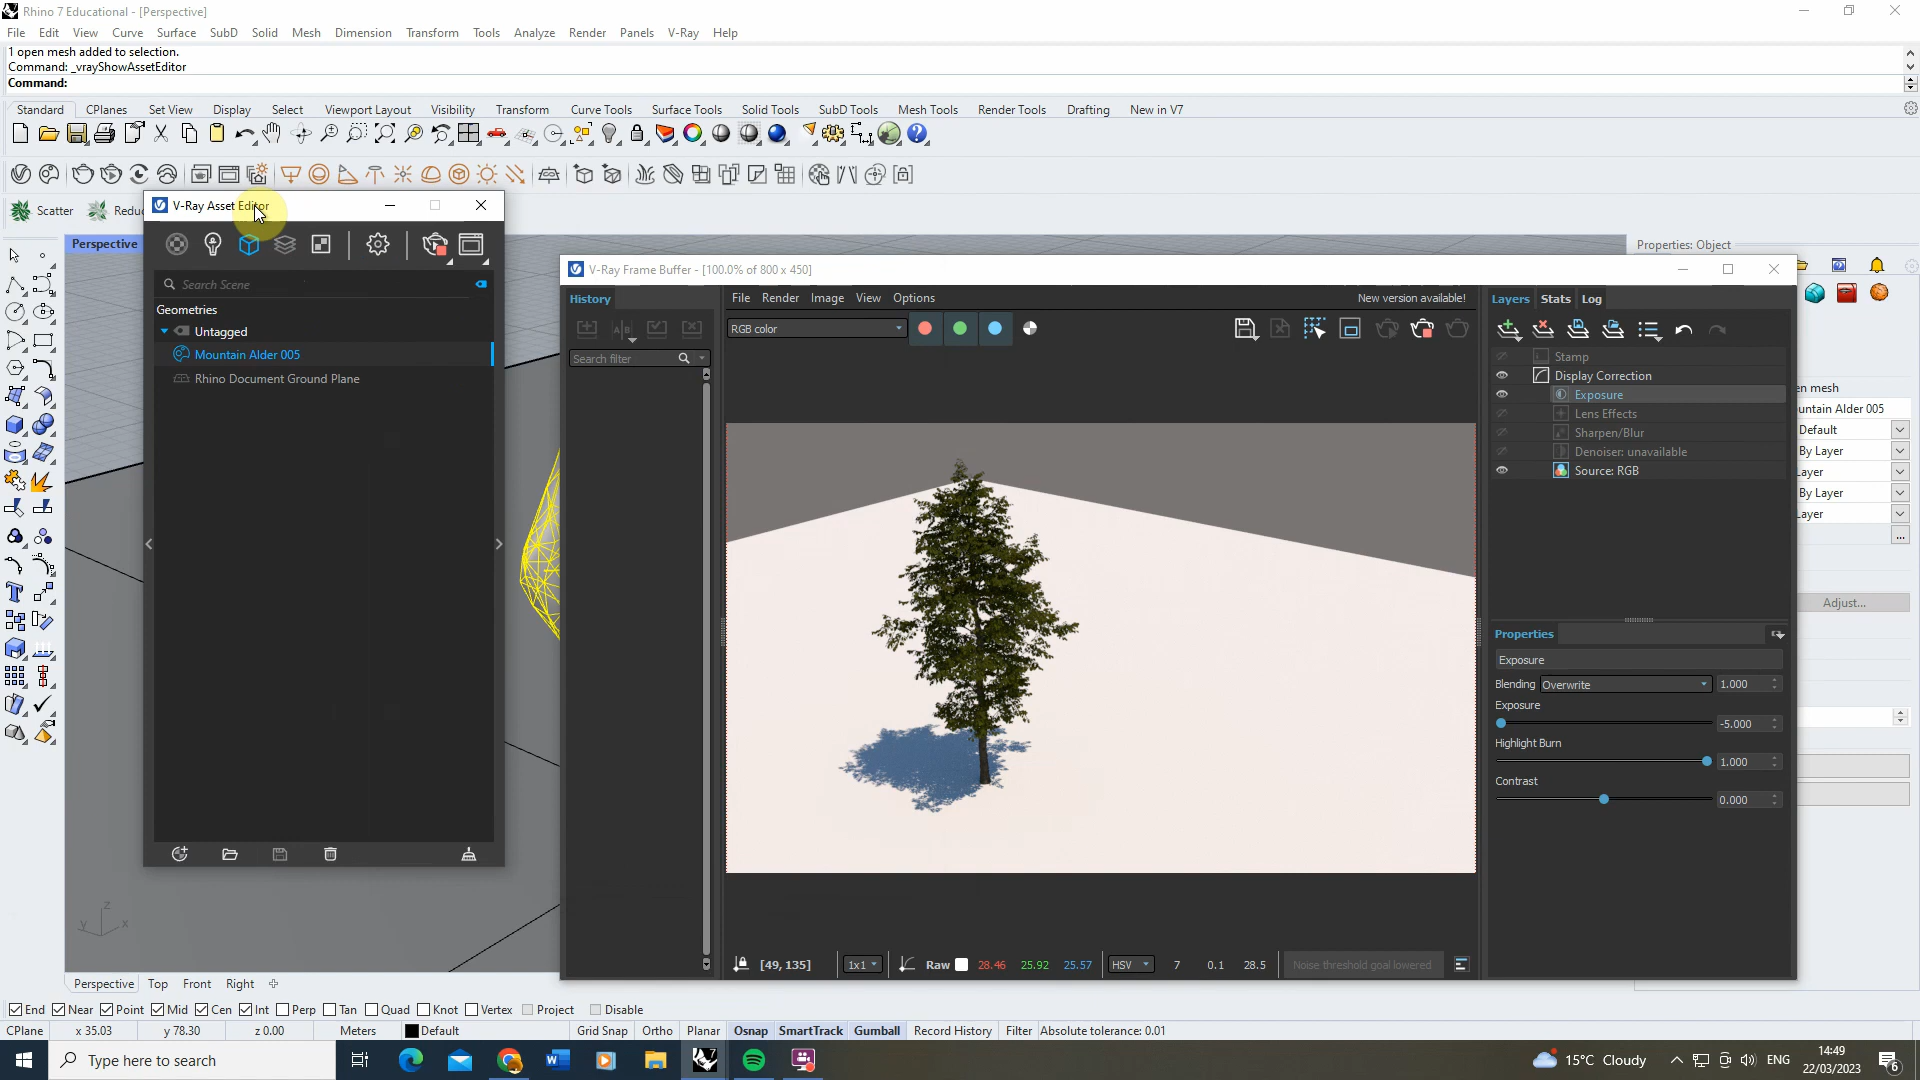 Rhino 7 Educational - [Perspective]
File Edit View Curve Surface SubD Solid Mesh Dimension Transform Tools Analyze Render Panels V-Ray Help
1 open mesh added to selection.
Command: _vrayShowAssetEditor
Command:
Standard CPlanes Set View Display Select Viewport Layout Visibility Transform Curve Tools Surface Tools Solid Tools SubD Tools Mesh Tools Render Tools Drafting New in V7
Scatter Redu
V-Ray Asset Editor
Perspective
Properties: Object
Search Scene
Geometries
Untagged
Mountain Alder 005
Rhino Document Ground Plane
V-Ray Frame Buffer - [100.0% of 800 x 450]
History
File Render Image View Options
New version available!
RGB color
Search filter
Layers Stats Log
Stamp
Display Correction
Exposure
Lens Effects
Sharpen/Blur
Denoiser: unavailable
Source: RGB
Properties
Exposure
Blending Overwrite 1.000
Exposure
-5.000
Highlight Burn
1.000
Contrast
0.000
en mesh
untain Alder 005
Default
By Layer
ayer
By Layer
ayer
...
Adjust...
[49, 135] 1x1 Raw 28.46 25.92 25.57 HSV 7 0.1 28.5 Noise threshold goal lowered
z
y x
Perspective Top Front Right
End Near Point Mid Cen Int Perp Tan Quad Knot Vertex Project Disable
CPlane x 35.03 y 78.30 z 0.00 Meters Default Grid Snap Ortho Planar Osnap SmartTrack Gumball Record History Filter Absolute tolerance: 0.01
Type here to search
15°C Cloudy
ENG
14:49
22/03/2023
6